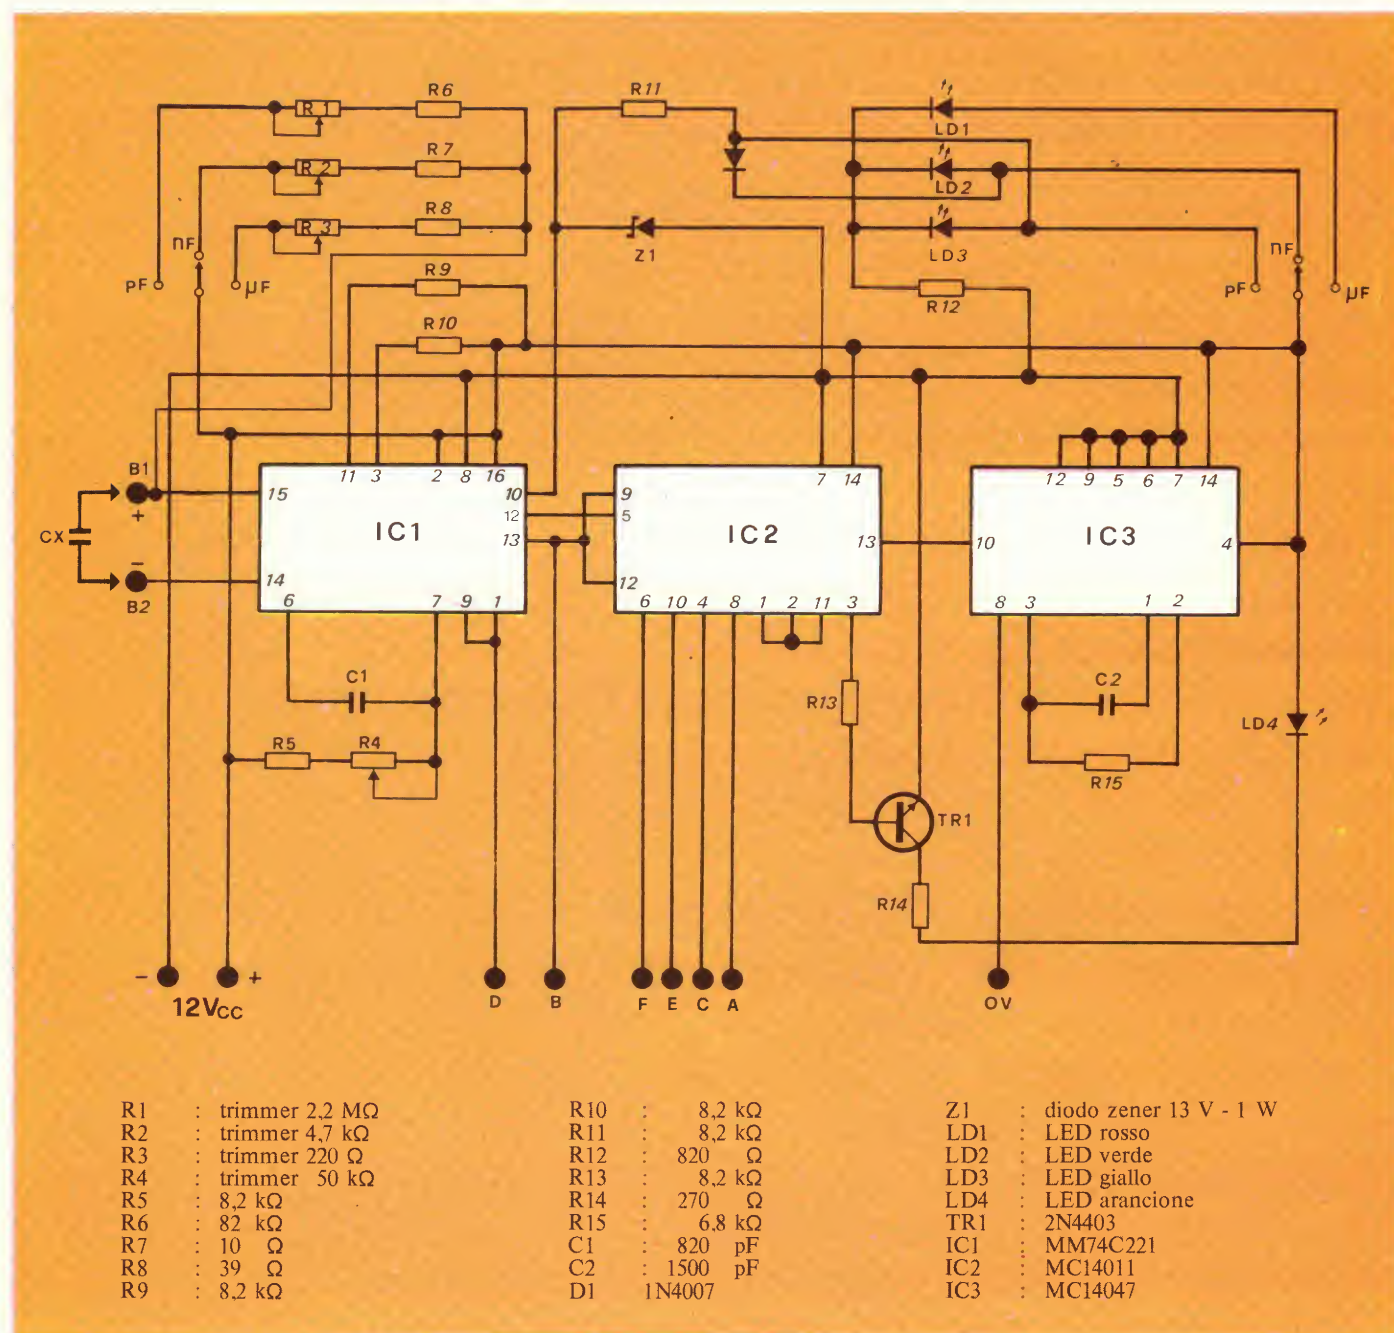 R6
R11
R1
LD1
R7
R2
LD2
R8
R3
nF
Z1
LD3
nF
R9
pF
µF
pF
µF
R12
R10
B1
+
11 3 2 8 16
7 14
12 9 5 6 7 14
15
10
9
12
5
CX
IC1
13
IC2
13
10
IC3
4
-
14
12
B2
6 7 9 1
6 10 4 8 1 2 11 3
8 3 1 2
C1
C2
R13
LD4
R5
R4
R15
TR1
R14
- +
12Vcc
D B F E C A OV
R1 : trimmer 2,2 MΩ
R2 : trimmer 4,7 kΩ
R3 : trimmer 220 Ω
R4 : trimmer 50 kΩ
R5 : 8,2 kΩ
R6 : 82 kΩ
R7 : 10 Ω
R8 : 39 Ω
R9 : 8,2 kΩ
R10 : 8,2 kΩ
R11 : 8,2 kΩ
R12 : 820 Ω
R13 : 8,2 kΩ
R14 : 270 Ω
R15 : 6,8 kΩ
C1 : 820 pF
C2 : 1500 pF
D1 1N4007
Z1 : diodo zener 13 V - 1 W
LD1 : LED rosso
LD2 : LED verde
LD3 : LED giallo
LD4 : LED arancione
TR1 : 2N4403
IC1 : MM74C221
IC2 : MC14011
IC3 : MC14047